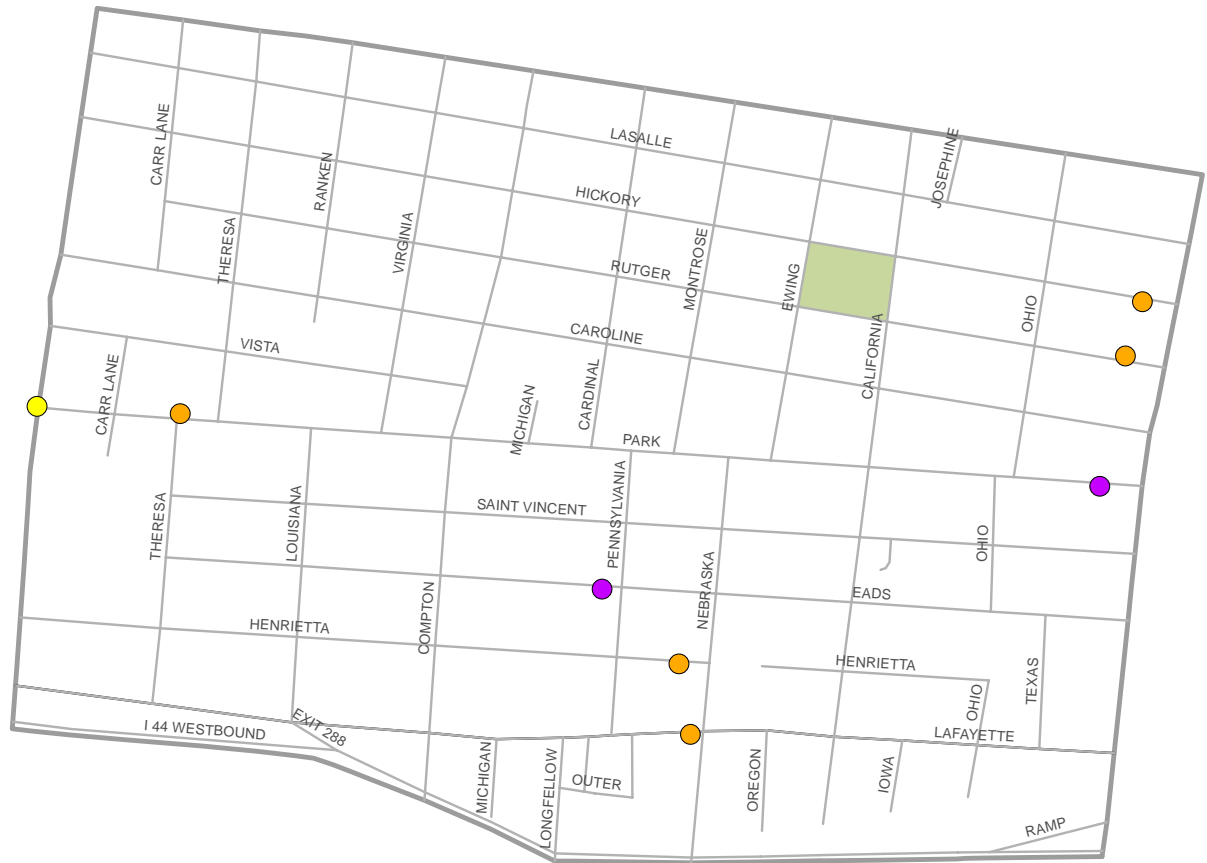 LASALLE
JOSEPHINE
CARR LANE
RANKEN
HICKORY
THERESA
VIRGINIA
MONTROSE
RUTGER
EWING
OHIO
CALIFORNIA
CAROLINE
VISTA
CARR LANE
CARDINAL
MICHIGAN
PARK
PENNSYLVANIA
SAINT VINCENT
THERESA
LOUISIANA
OHIO
NEBRASKA
EADS
COMPTON
HENRIETTA
HENRIETTA
TEXAS
OHIO
I 44 WESTBOUND
EXIT 288
LAFAYETTE
MICHIGAN
LONGFELLOW
OUTER
OREGON
IOWA
RAMP